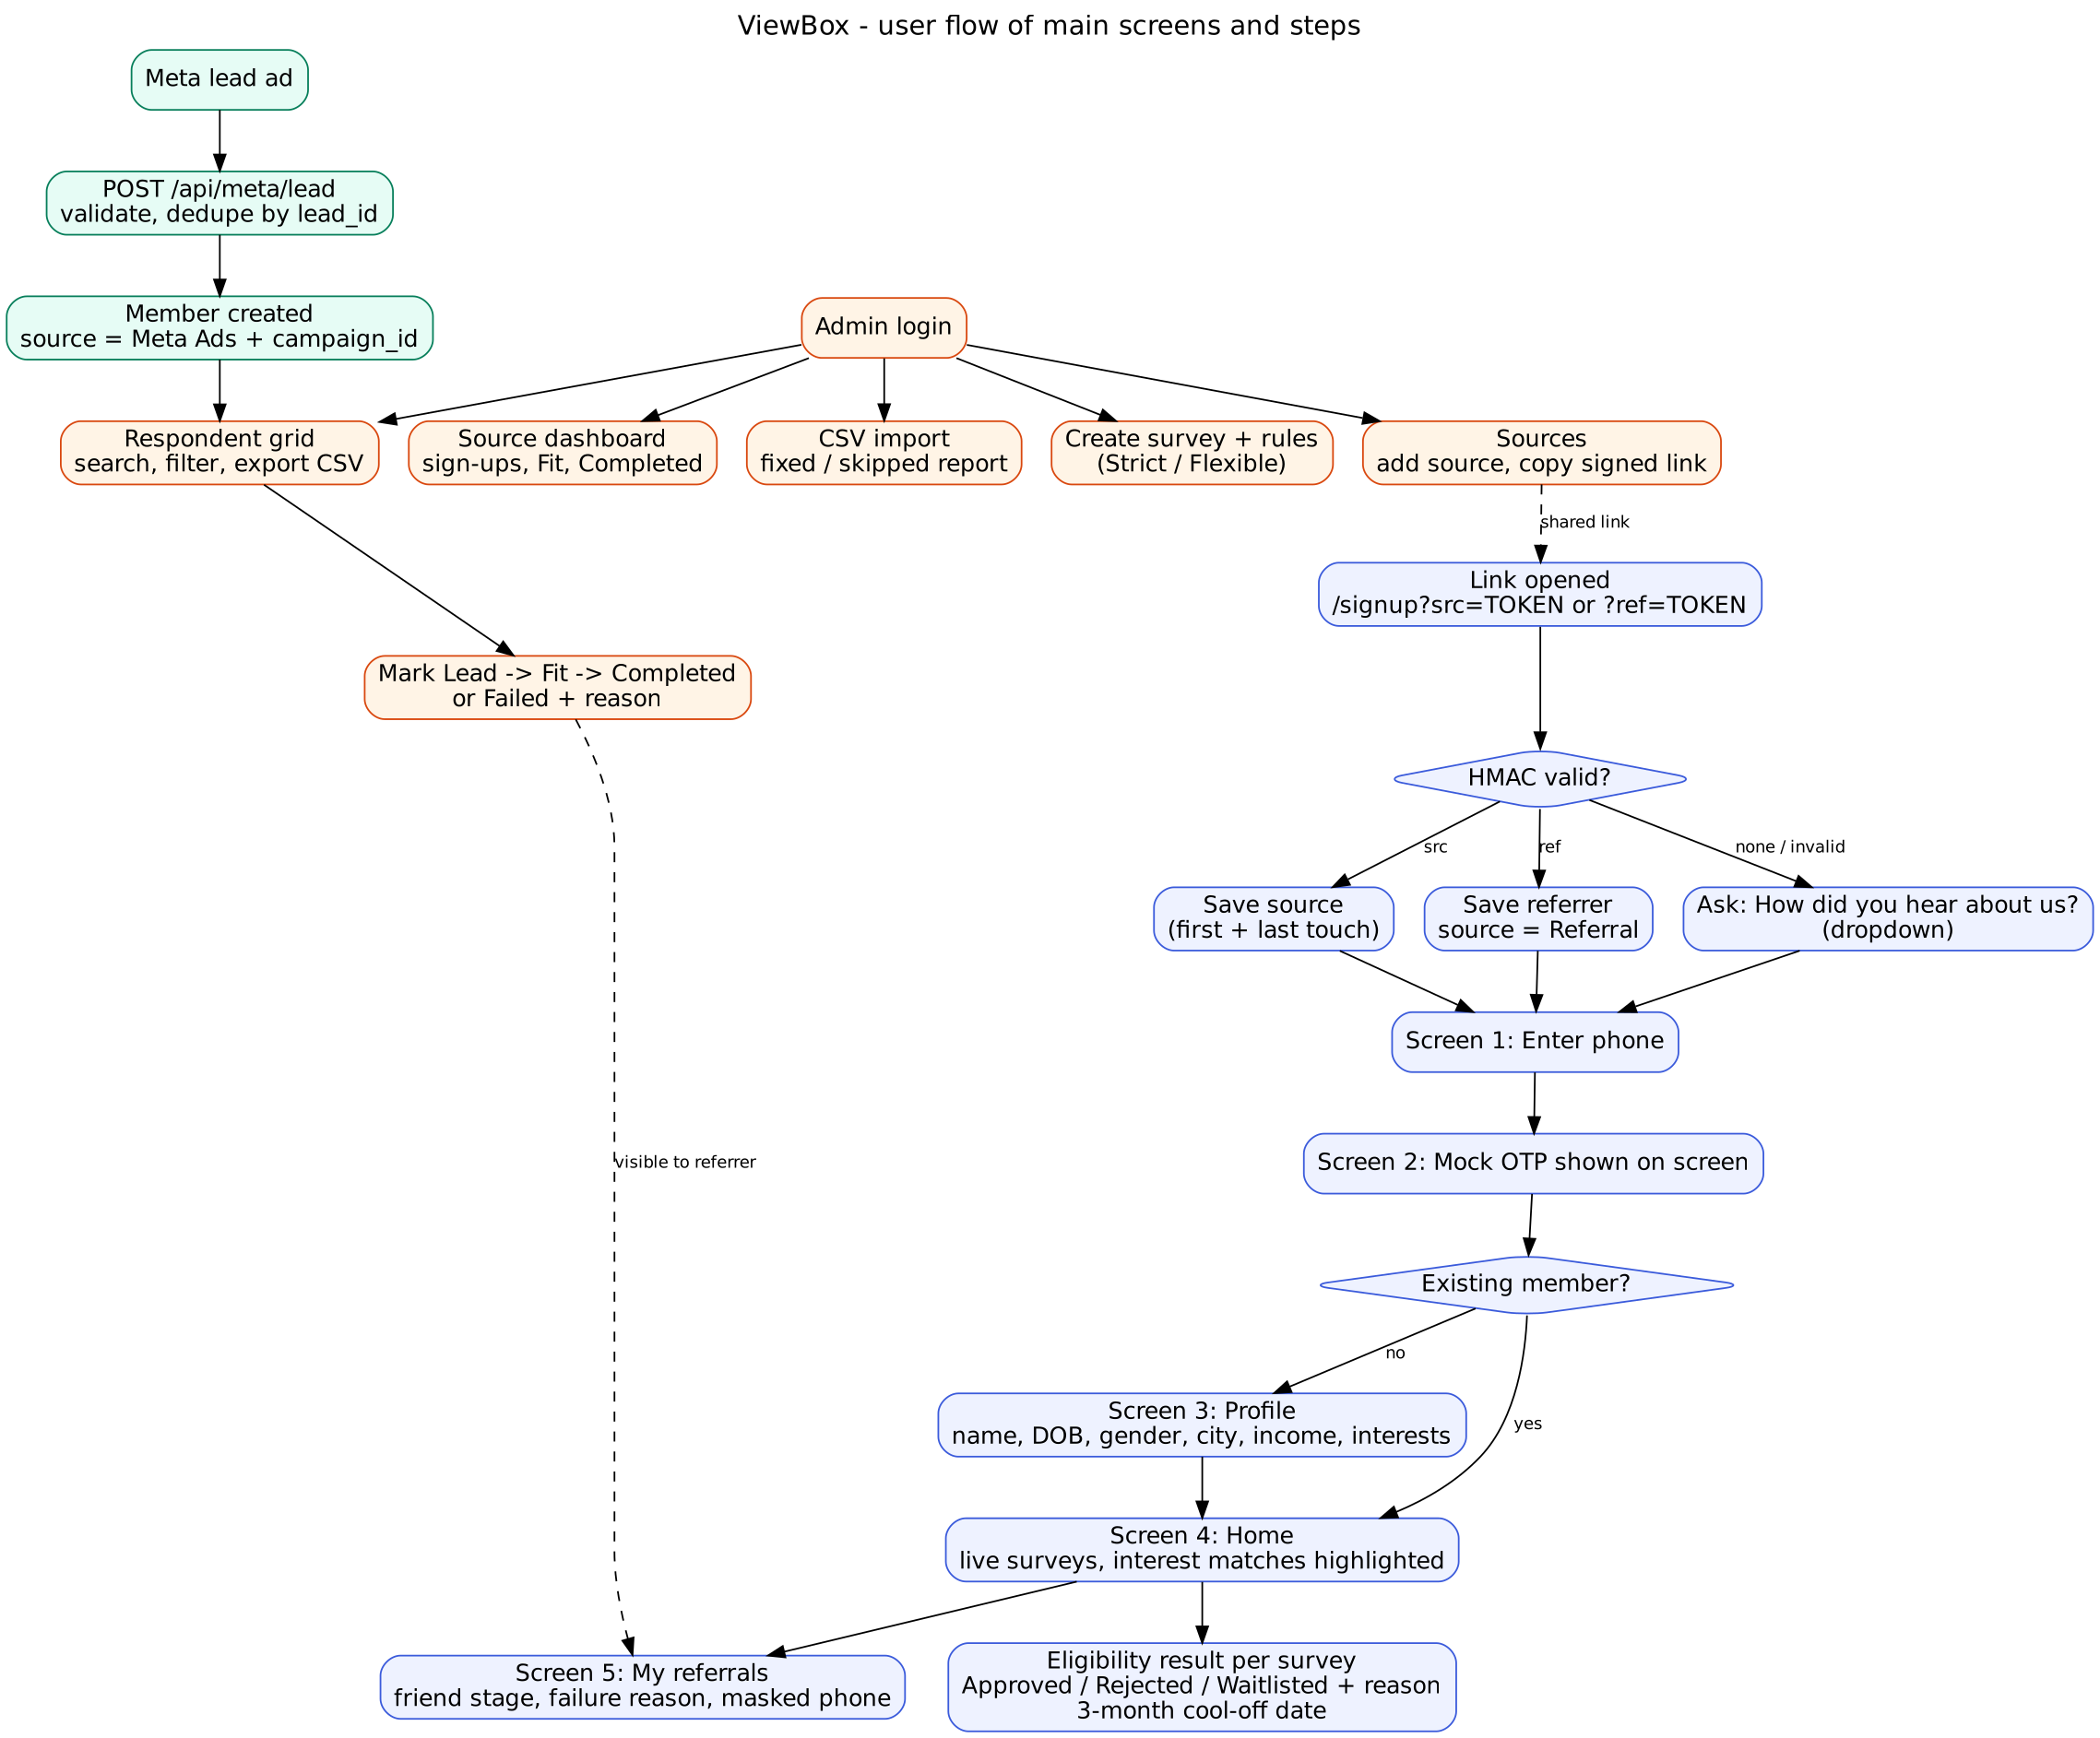 ViewBox - user flow of main screens and steps
Meta lead ad
POST /api/meta/lead
validate, dedupe by lead_id
Member created
source = Meta Ads + campaign_id
Admin login
Respondent grid
search, filter, export CSV
Source dashboard
sign-ups, Fit, Completed
CSV import
fixed / skipped report
Create survey + rules
(Strict / Flexible)
Sources
add source, copy signed link
shared link
Link opened
/signup?src=TOKEN or ?ref=TOKEN
Mark Lead -> Fit -> Completed
or Failed + reason
HMAC valid?
src
ref
none / invalid
Save source
(first + last touch)
Save referrer
source = Referral
Ask: How did you hear about us?
(dropdown)
Screen 1: Enter phone
Screen 2: Mock OTP shown on screen
visible to referrer
Existing member?
no
yes
Screen 3: Profile
name, DOB, gender, city, income, interests
Screen 4: Home
live surveys, interest matches highlighted
Screen 5: My referrals
friend stage, failure reason, masked phone
Eligibility result per survey
Approved / Rejected / Waitlisted + reason
3-month cool-off date